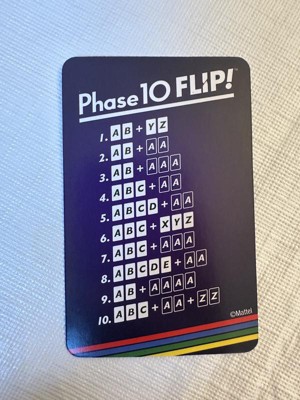 Phase 10 FLIP!™
1. AB + YZ
2. AB + AA
3. AB + AAA
4. ABC + AA
5. ABCD + AA
6. ABC + XYZ
7. ABC + AAA
8. ABCDE + AA
9. AB + AAAA
10. ABC + AA + ZZ
©Mattel